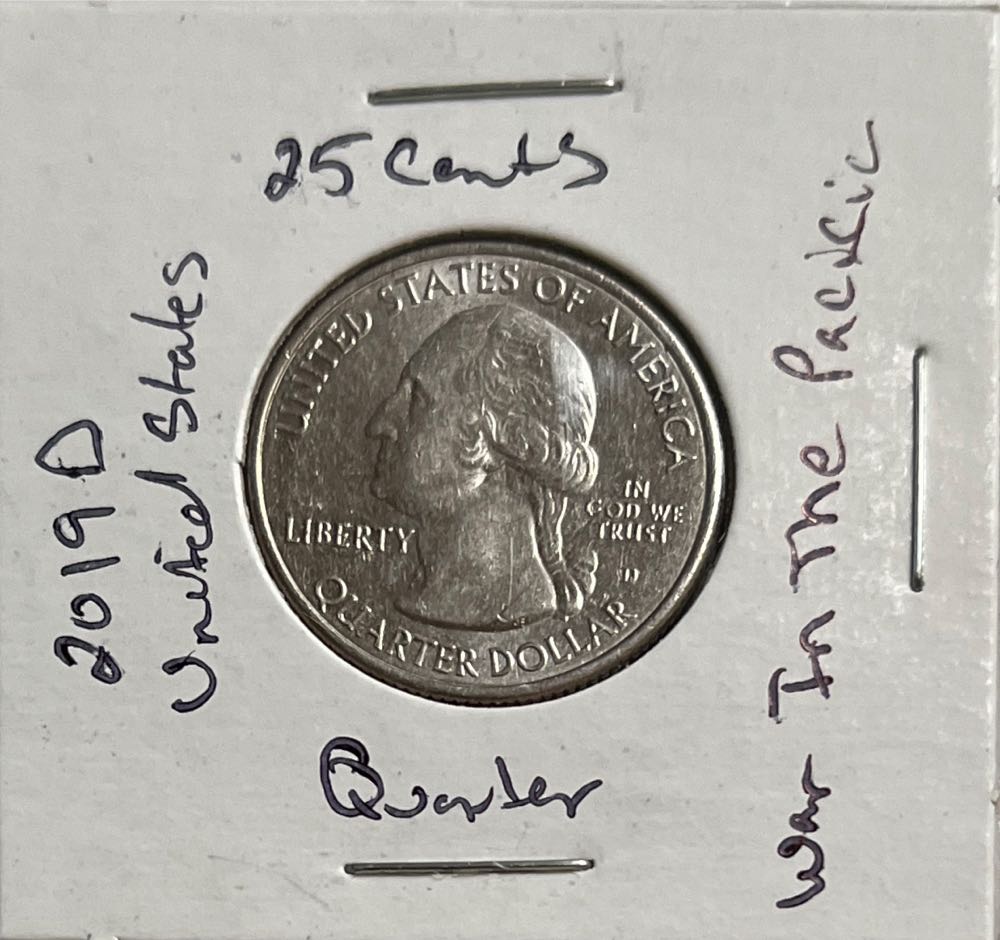 25 Cents
2019 D
United States
UNITED STATES OF AMERICA
LIBERTY
IN
GOD WE
TRUST
D
QUARTER DOLLAR
War In The Pacific
Quarter